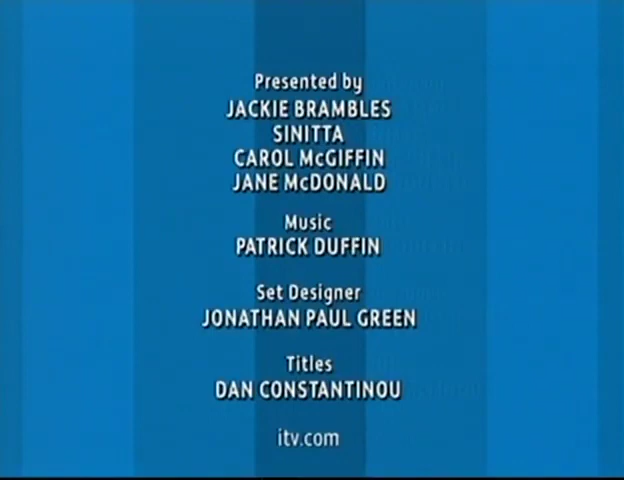 Presented by
JACKIE BRAMBLES
SINITTA
CAROL McGIFFIN
JANE McDONALD
Music
PATRICK DUFFIN
Set Designer
JONATHAN PAUL GREEN
Titles
DAN CONSTANTINOU
itv.com